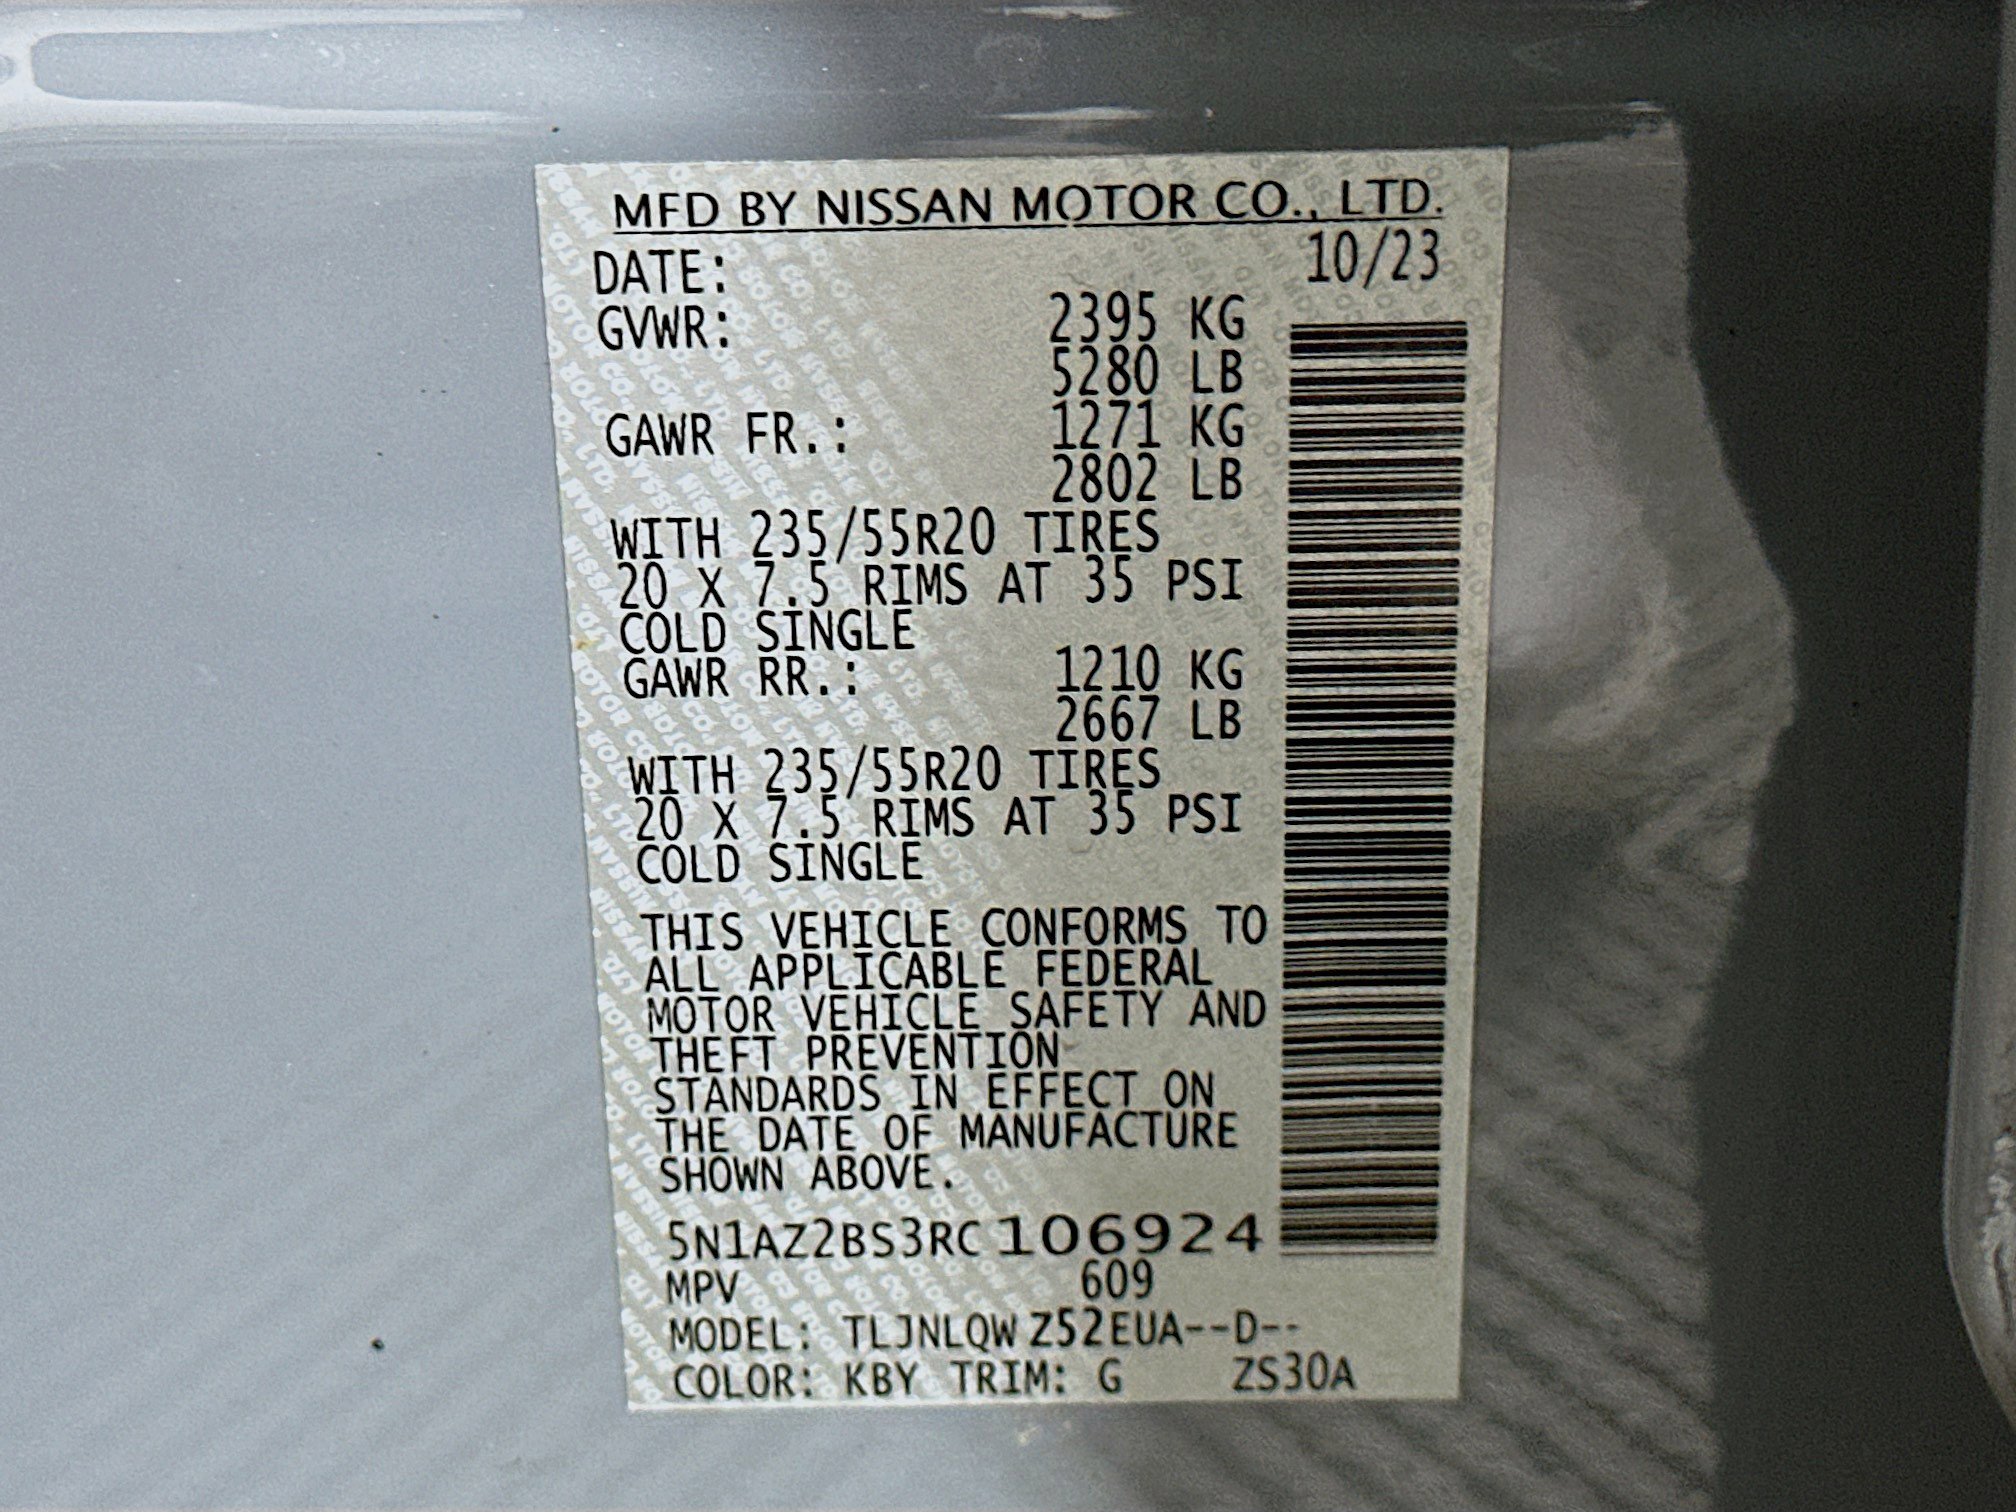 MFD BY NISSAN MOTOR CO., LTD.
DATE: 10/23
GVWR: 2395 KG
5280 LB
GAWR FR.: 1271 KG
2802 LB
WITH 235/55R20 TIRES
20 X 7.5 RIMS AT 35 PSI
COLD SINGLE
GAWR RR.: 1210 KG
2667 LB
WITH 235/55R20 TIRES
20 X 7.5 RIMS AT 35 PSI
COLD SINGLE
THIS VEHICLE CONFORMS TO
ALL APPLICABLE FEDERAL
MOTOR VEHICLE SAFETY AND
THEFT PREVENTION
STANDARDS IN EFFECT ON
THE DATE OF MANUFACTURE
SHOWN ABOVE.
5N1AZ2BS3RC106924
MPV 609
MODEL: TLJNLQW Z52EUA--D--
COLOR: KBY TRIM: G ZS30A